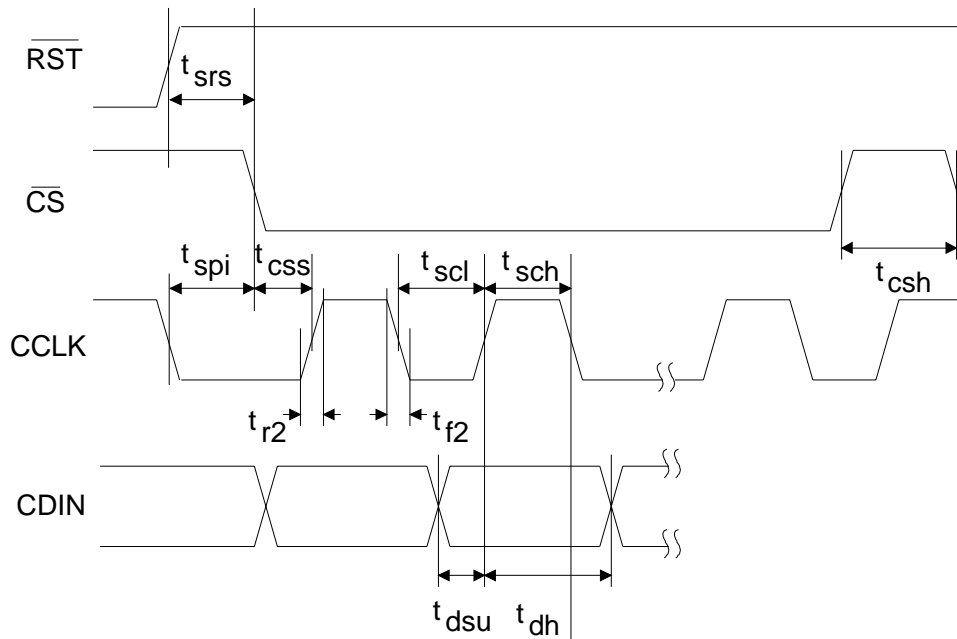 RST
t srs
CS
t spi
t css
t scl
t sch
t csh
CCLK
t r2
t f2
CDIN
t dsu
t dh